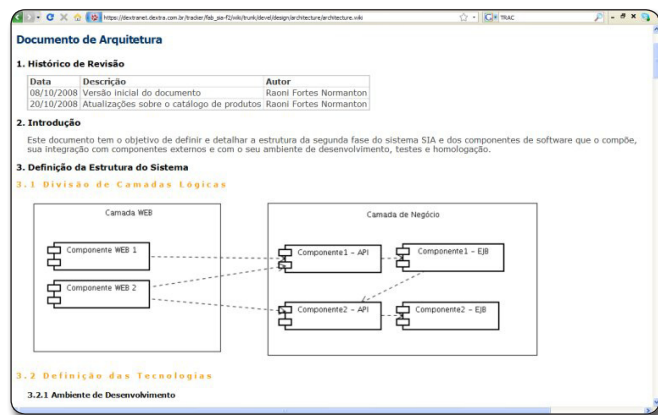 https://dextranet.dextra.com.br/tracker/fab_sia-f2/wiki/trunk/devel/design/architecture/architecture.wiki
TRAC
Documento de Arquitetura
1. Histórico de Revisão
Data Descrição Autor
08/10/2008 Versão inicial do documento Raoni Fortes Normanton
20/10/2008 Atualizações sobre o catálogo de produtos Raoni Fortes Normanton
2. Introdução
Este documento tem o objetivo de definir e detalhar a estrutura da segunda fase do sistema SIA e dos componentes de software que o compõe,
sua integração com componentes externos e com o seu ambiente de desenvolvimento, testes e homologação.
3. Definição da Estrutura do Sistema
3.1 Divisão de Camadas Lógicas
Camada WEB
Camada de Negócio
Componente WEB 1
Componente1 - API
Componente1 - EJB
Componente WEB 2
Componente2 - API
Componente2 - EJB
3.2 Definição das Tecnologias
3.2.1 Ambiente de Desenvolvimento